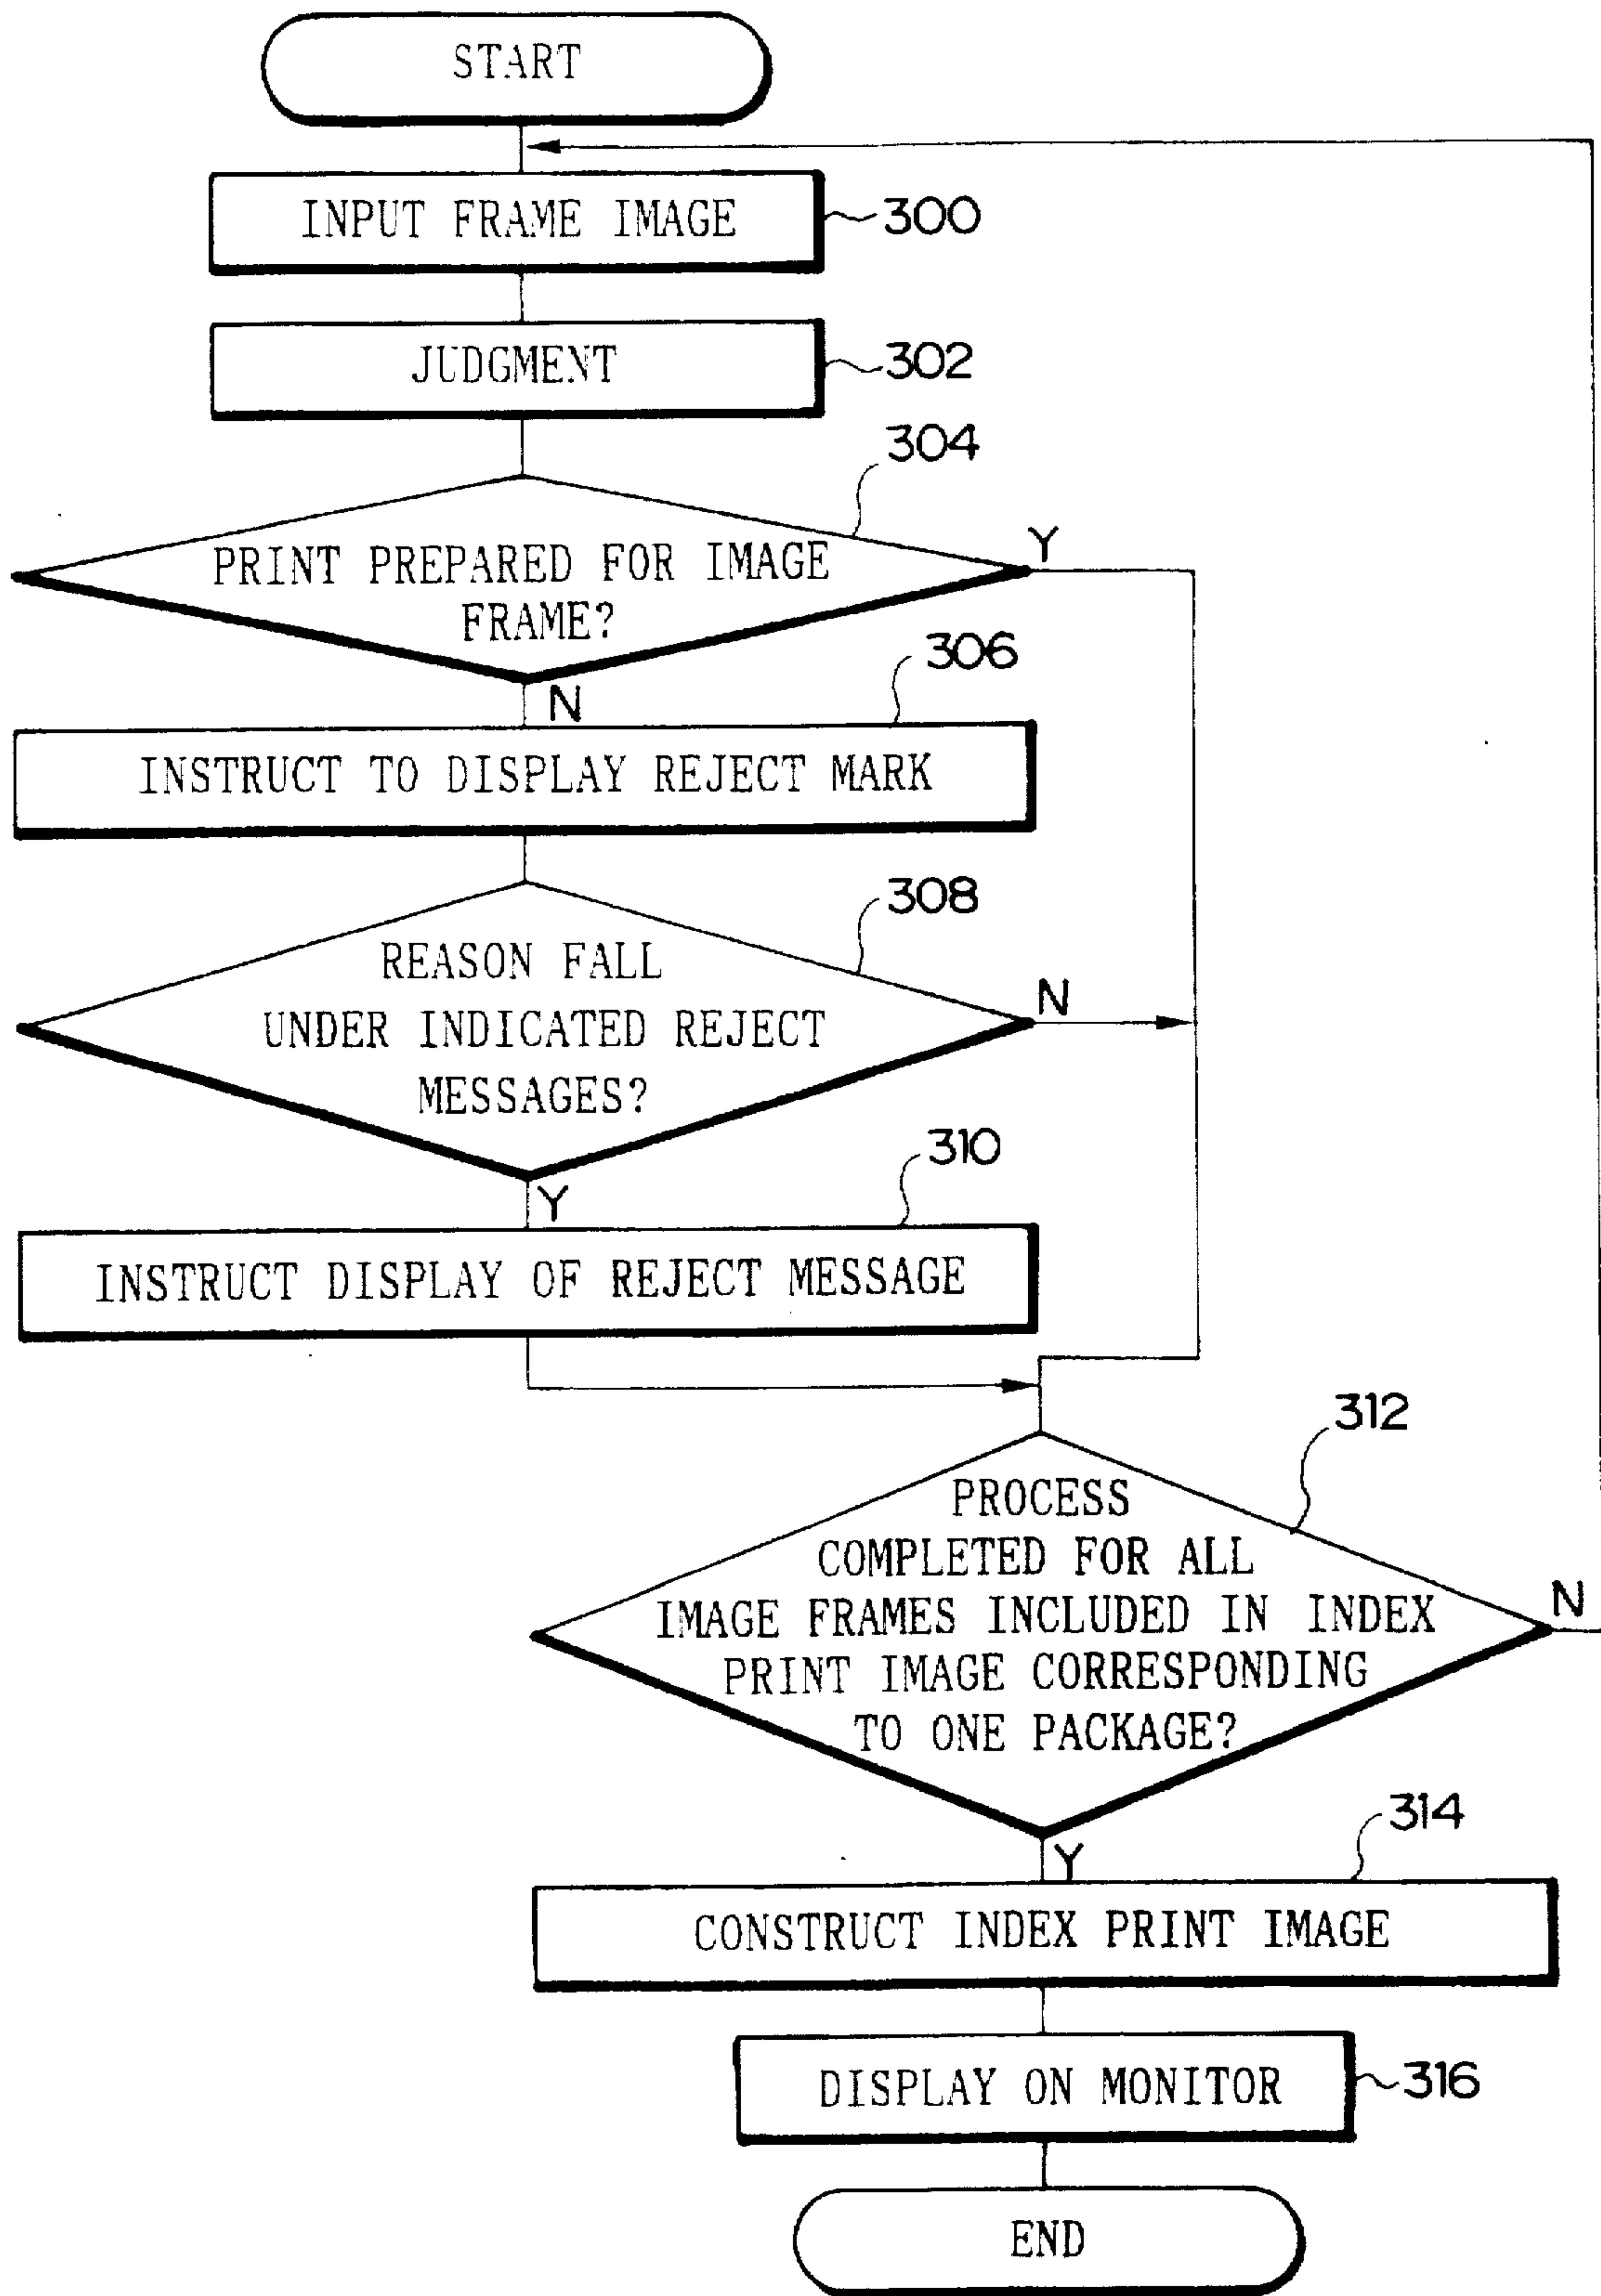 START
INPUT FRAME IMAGE
300
JUDGMENT
302
304
PRINT PREPARED FOR IMAGE
FRAME?
Y
N
306
INSTRUCT TO DISPLAY REJECT MARK
308
REASON FALL
UNDER INDICATED REJECT
MESSAGES?
N
Y
310
INSTRUCT DISPLAY OF REJECT MESSAGE
312
PROCESS
COMPLETED FOR ALL
IMAGE FRAMES INCLUDED IN INDEX
PRINT IMAGE CORRESPONDING
TO ONE PACKAGE?
N
Y
314
CONSTRUCT INDEX PRINT IMAGE
DISPLAY ON MONITOR
316
END